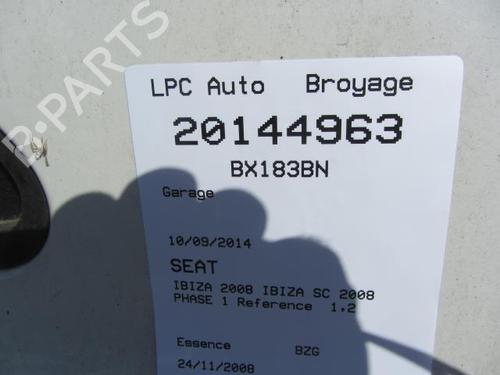 B-PARTS
LPC Auto Broyage
20144963
BX183BN
Garage
10/09/2014
SEAT
IBIZA 2008 IBIZA SC 2008
PHASE 1 Reference 1.2
Essence BZG
24/11/2008